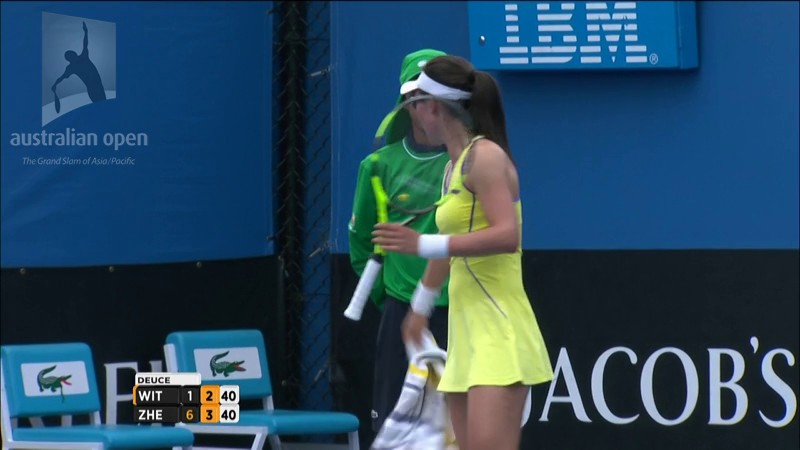 IBM®
australian open
The Grand Slam of Asia/Pacific
JACOB'S
DEUCE
WIT 1 2 40
ZHE 6 3 40